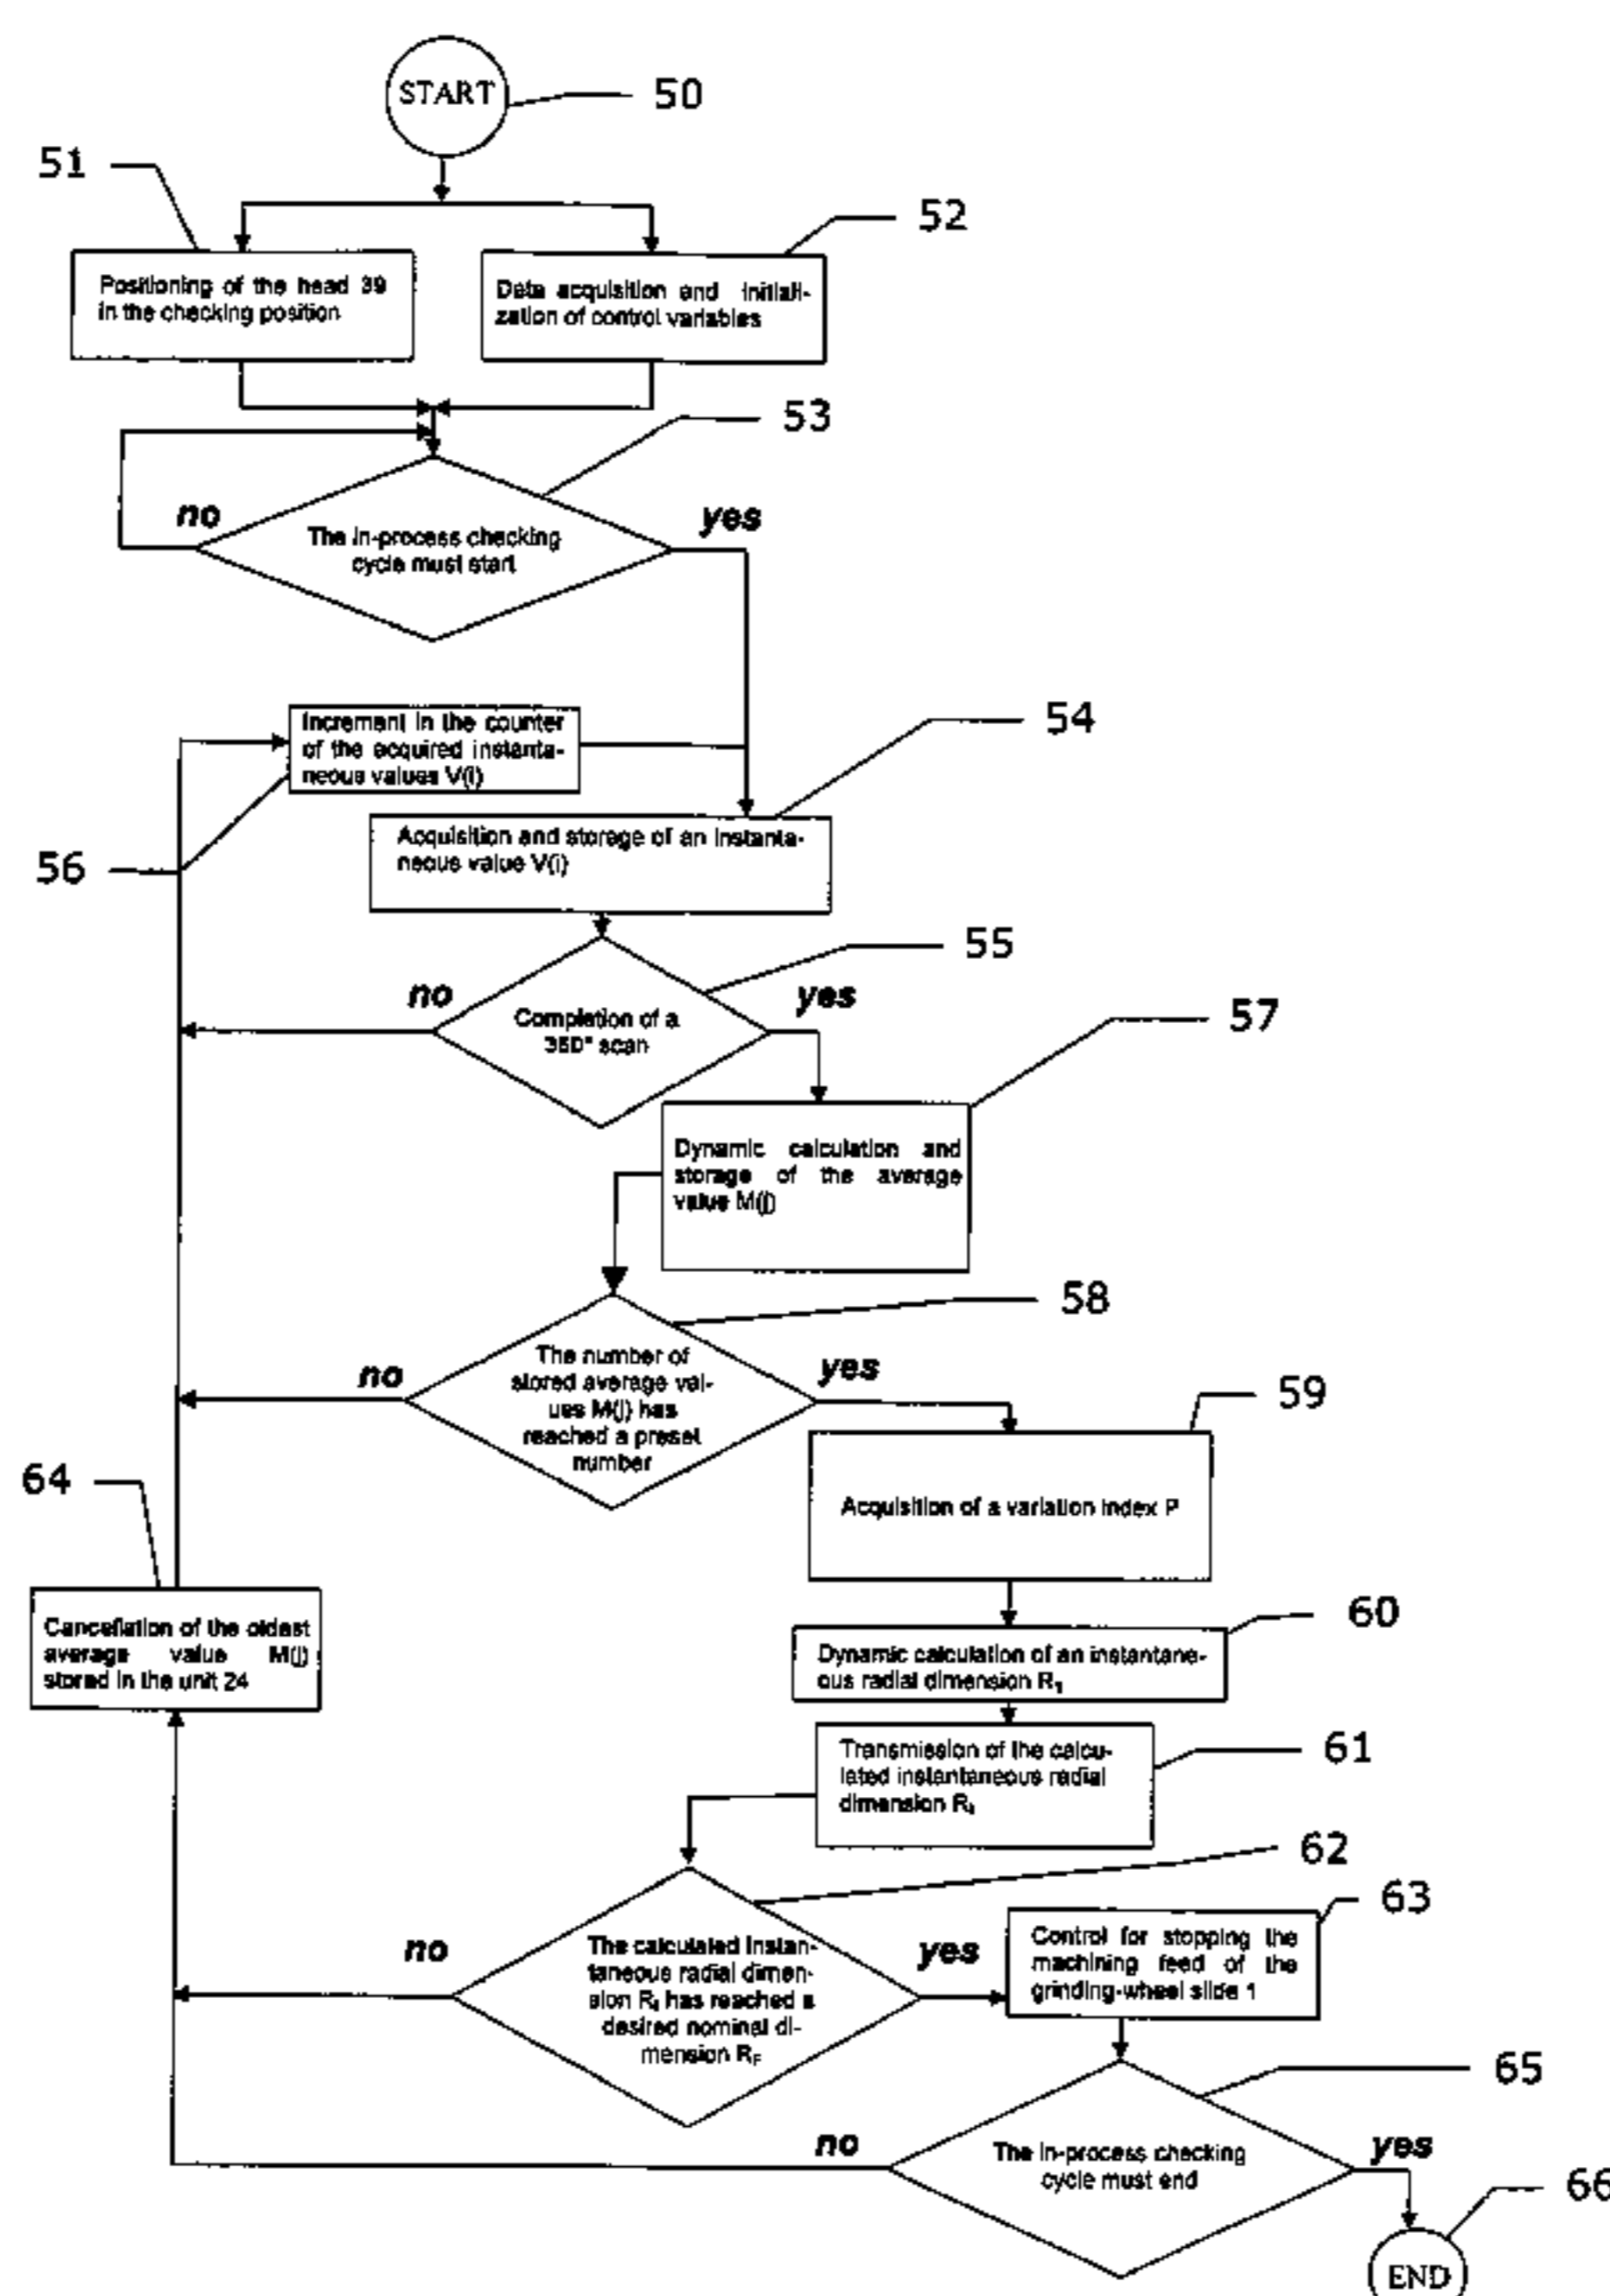 START
50
51
52
Positioning of the head 39
in the checking position
Data acquisition and initiali-
zation of control variables
53
no
yes
The in-process checking
cycle must start
54
Increment in the counter
of the acquired instanta-
neous values V(i)
Acquisition and storage of an instanta-
neous value V(i)
56
55
no
yes
Completion of a
360° scan
57
Dynamic calculation and
storage of the average
value M(j)
58
no
yes
The number of
stored average val-
ues M(j) has
reached a preset
number
59
Acquisition of a variation index P
64
Cancellation of the oldest
average value M(j)
stored in the unit 24
60
Dynamic calculation of an instantane-
ous radial dimension RI
61
Transmission of the calcu-
lated instantaneous radial
dimension RI
62
63
no
yes
The calculated instan-
taneous radial dimen-
sion RI has reached a
desired nominal di-
mension RF
Control for stopping the
machining feed of the
grinding-wheel slide 1
65
no
yes
The in-process checking
cycle must end
66
END